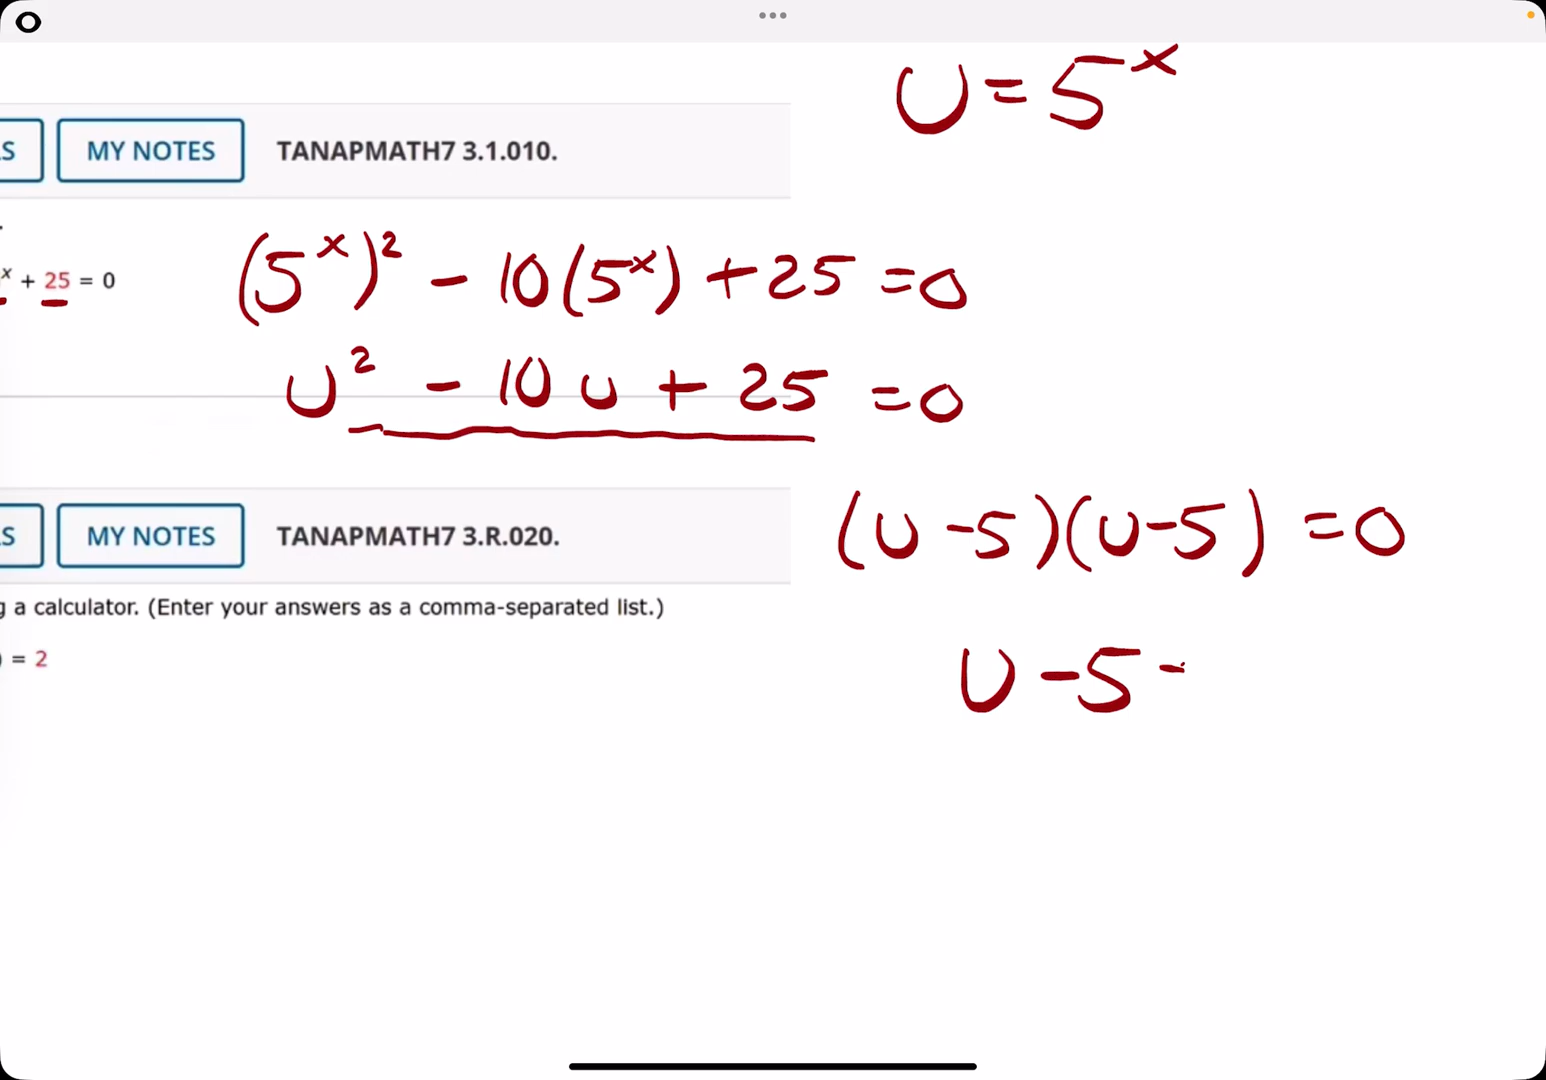 u = 5^x
S MY NOTES TANAPMATH7 3.1.010.
x + 25 = 0
(5^x)^2 - 10(5^x) + 25 = 0
u^2 - 10u + 25 = 0
S MY NOTES TANAPMATH7 3.R.020.
(u - 5)(u - 5) = 0
g a calculator. (Enter your answers as a comma-separated list.)
) = 2
u - 5 -